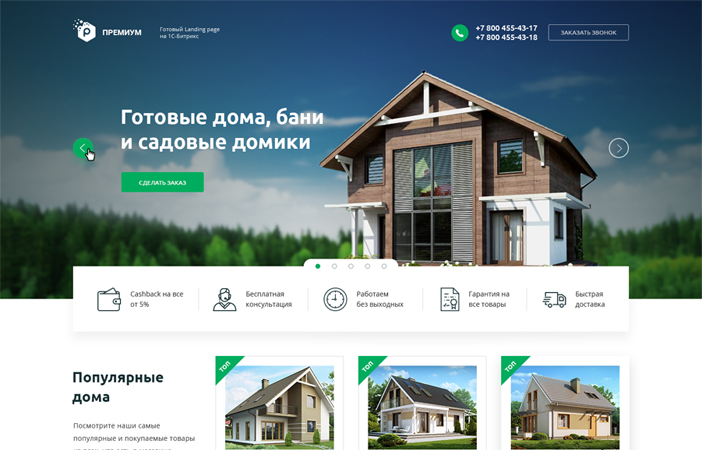 ПРЕМИУМ
Готовый Landing page
на 1С-Битрикс
+7 800 455-43-17
+7 800 455-43-18
ЗАКАЗАТЬ ЗВОНОК
Готовые дома, бани
и садовые домики
СДЕЛАТЬ ЗАКАЗ
Cashback на все
от 5%
Бесплатная
консультация
Работаем
без выходных
Гарантия на
все товары
Быстрая
доставка
Популярные
дома
Посмотрите наши самые
популярные и покупаемые товары
ТОП
ТОП
ТОП